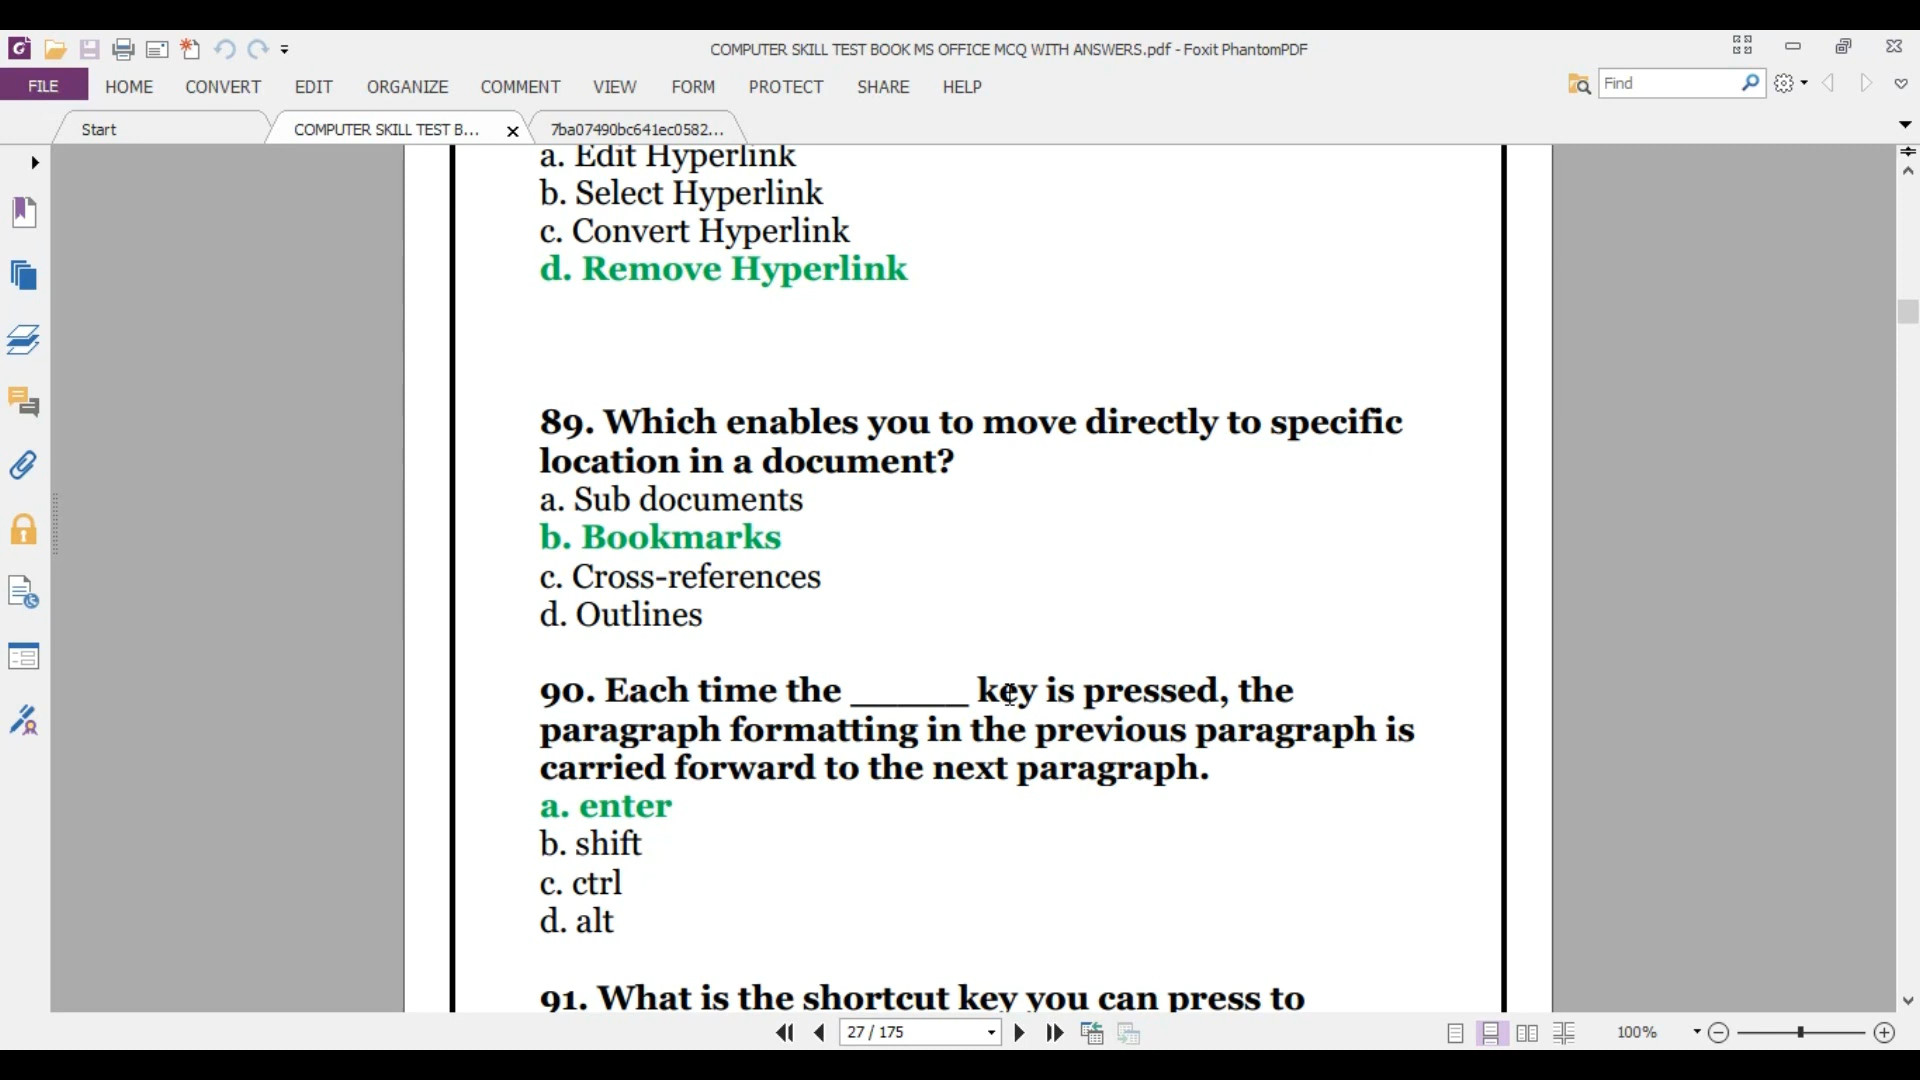 COMPUTER SKILL TEST BOOK MS OFFICE MCQ WITH ANSWERS.pdf - Foxit PhantomPDF
FILE HOME CONVERT EDIT ORGANIZE COMMENT VIEW FORM PROTECT SHARE HELP Find
Start COMPUTER SKILL TEST B... 7ba07490bc641ec0582...
a. Edit Hyperlink
b. Select Hyperlink
c. Convert Hyperlink
d. Remove Hyperlink
89. Which enables you to move directly to specific
location in a document?
a. Sub documents
b. Bookmarks
c. Cross-references
d. Outlines
90. Each time the ______ key is pressed, the
paragraph formatting in the previous paragraph is
carried forward to the next paragraph.
a. enter
b. shift
c. ctrl
d. alt
91. What is the shortcut key you can press to
27 / 175 100%